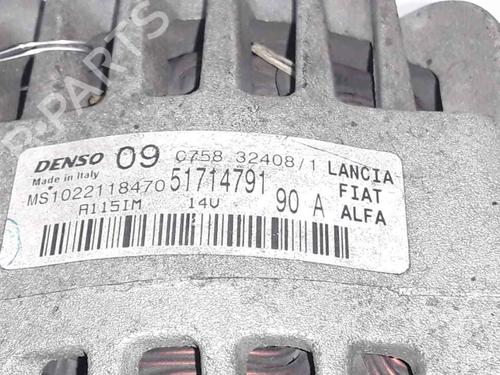 B-PARTS
DENSO 09 C758 32408/1 LANCIA
Made in Italy
MS1022118470 51714791 FIAT
A115IM 14V 90 A ALFA